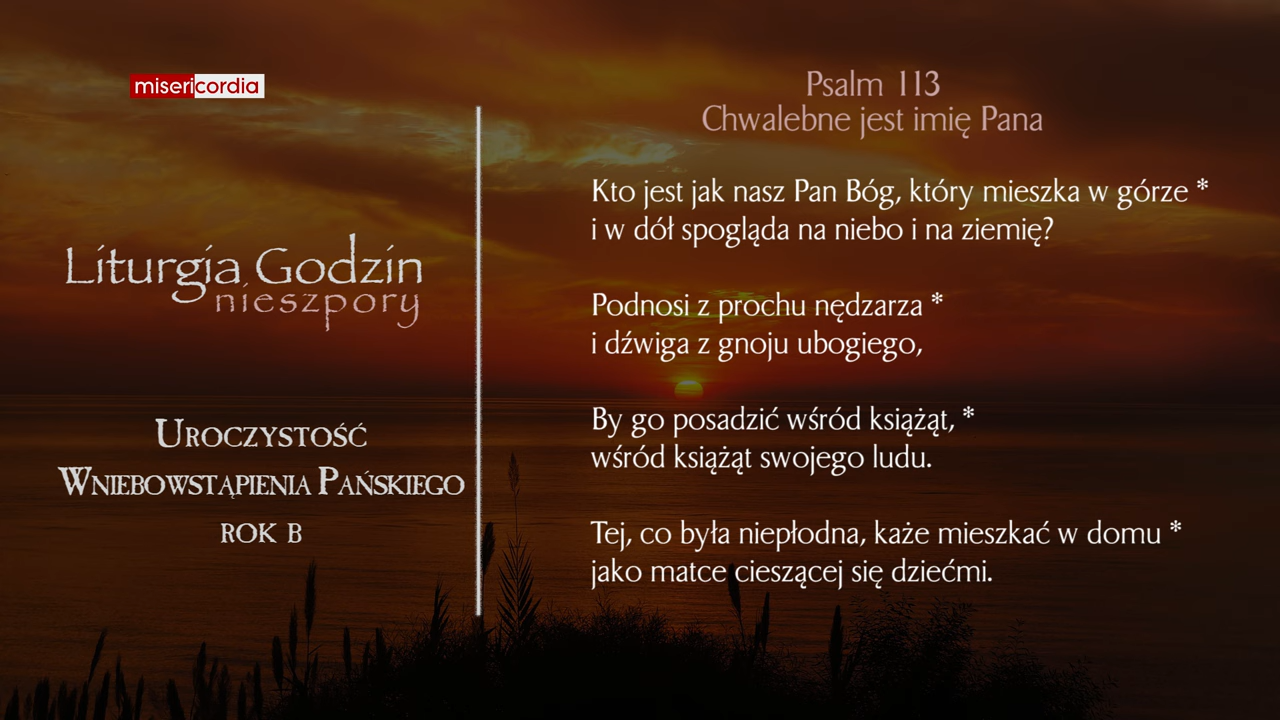 misericordia
Liturgia Godzin
nieszpory
Uroczystość
Wniebowstąpienia Pańskiego
rok B
Psalm 113
Chwalebne jest imię Pana
Kto jest jak nasz Pan Bóg, który mieszka w górze *
i w dół spogląda na niebo i na ziemię?
Podnosi z prochu nędzarza *
i dźwiga z gnoju ubogiego,
By go posadzić wśród książąt, *
wśród książąt swojego ludu.
Tej, co była niepłodna, każe mieszkać w domu *
jako matce cieszącej się dziećmi.